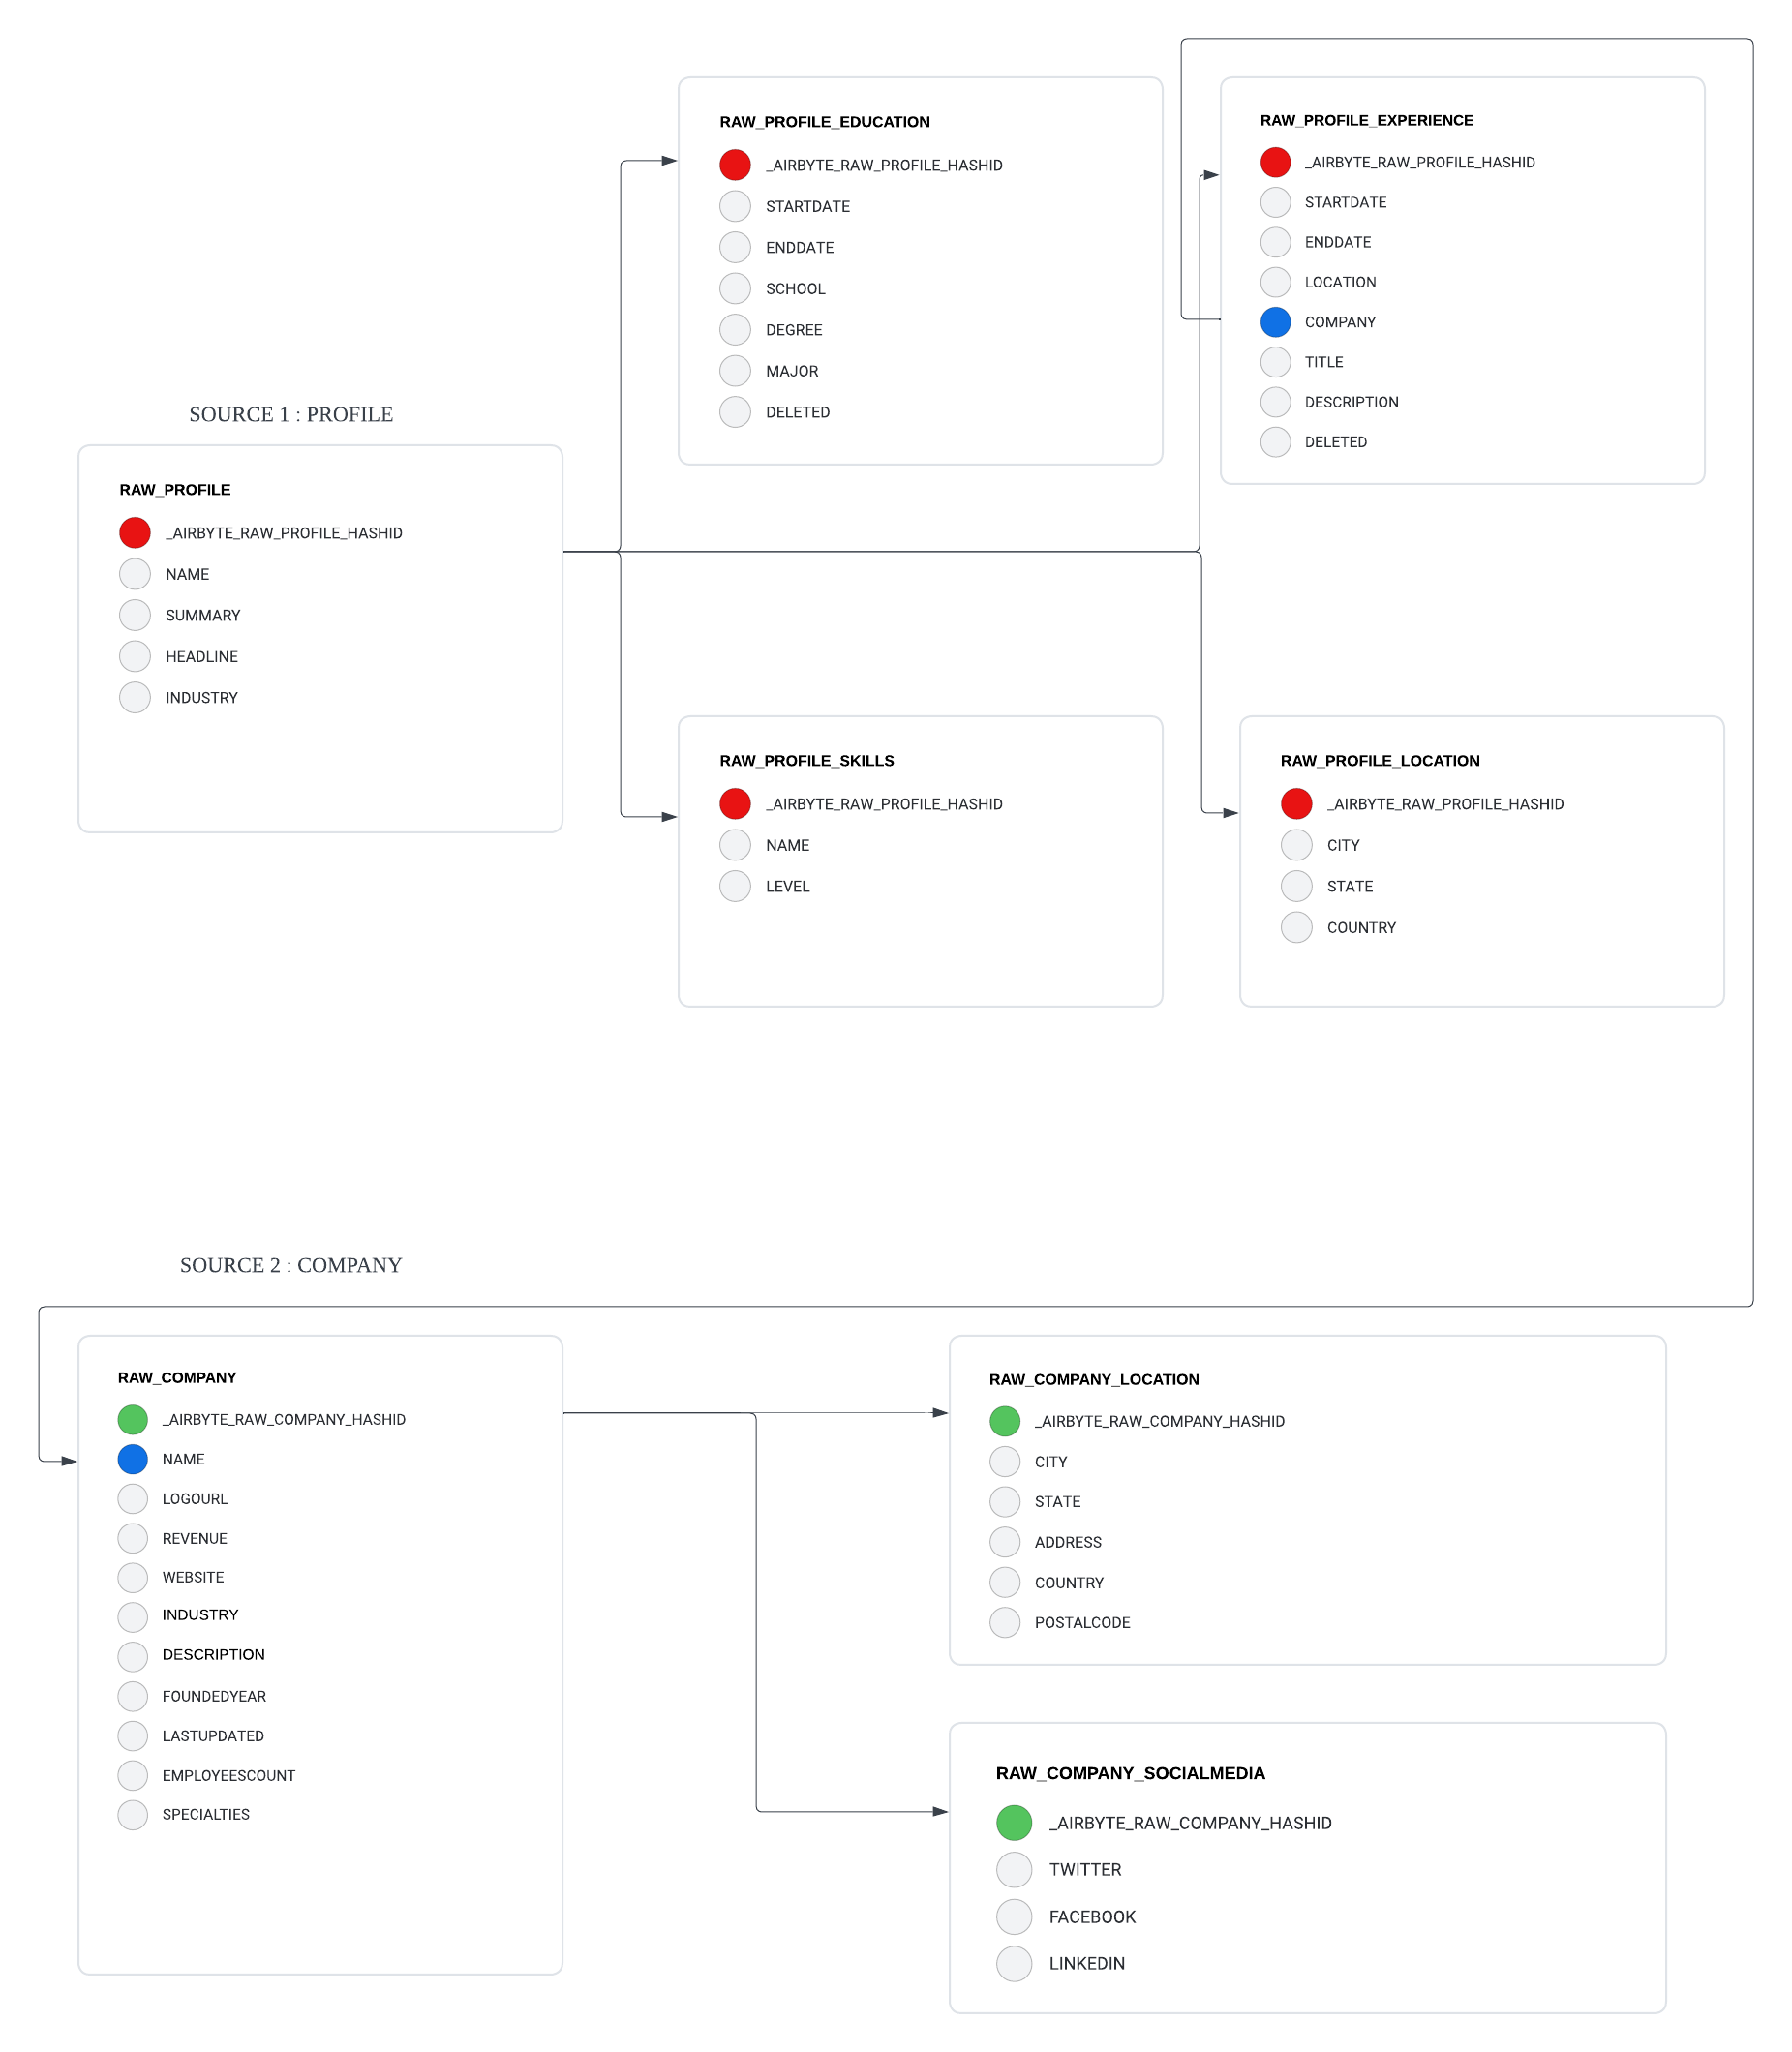 RAW_PROFILE_EDUCATION
_AIRBYTE_RAW_PROFILE_HASHID
STARTDATE
ENDDATE
SCHOOL
DEGREE
MAJOR
DELETED
RAW_PROFILE_EXPERIENCE
_AIRBYTE_RAW_PROFILE_HASHID
STARTDATE
ENDDATE
LOCATION
COMPANY
TITLE
DESCRIPTION
DELETED
SOURCE 1 : PROFILE
RAW_PROFILE
_AIRBYTE_RAW_PROFILE_HASHID
NAME
SUMMARY
HEADLINE
INDUSTRY
RAW_PROFILE_SKILLS
_AIRBYTE_RAW_PROFILE_HASHID
NAME
LEVEL
RAW_PROFILE_LOCATION
_AIRBYTE_RAW_PROFILE_HASHID
CITY
STATE
COUNTRY
SOURCE 2 : COMPANY
RAW_COMPANY
_AIRBYTE_RAW_COMPANY_HASHID
NAME
LOGOURL
REVENUE
WEBSITE
INDUSTRY
DESCRIPTION
FOUNDEDYEAR
LASTUPDATED
EMPLOYEESCOUNT
SPECIALTIES
RAW_COMPANY_LOCATION
_AIRBYTE_RAW_COMPANY_HASHID
CITY
STATE
ADDRESS
COUNTRY
POSTALCODE
RAW_COMPANY_SOCIALMEDIA
_AIRBYTE_RAW_COMPANY_HASHID
TWITTER
FACEBOOK
LINKEDIN